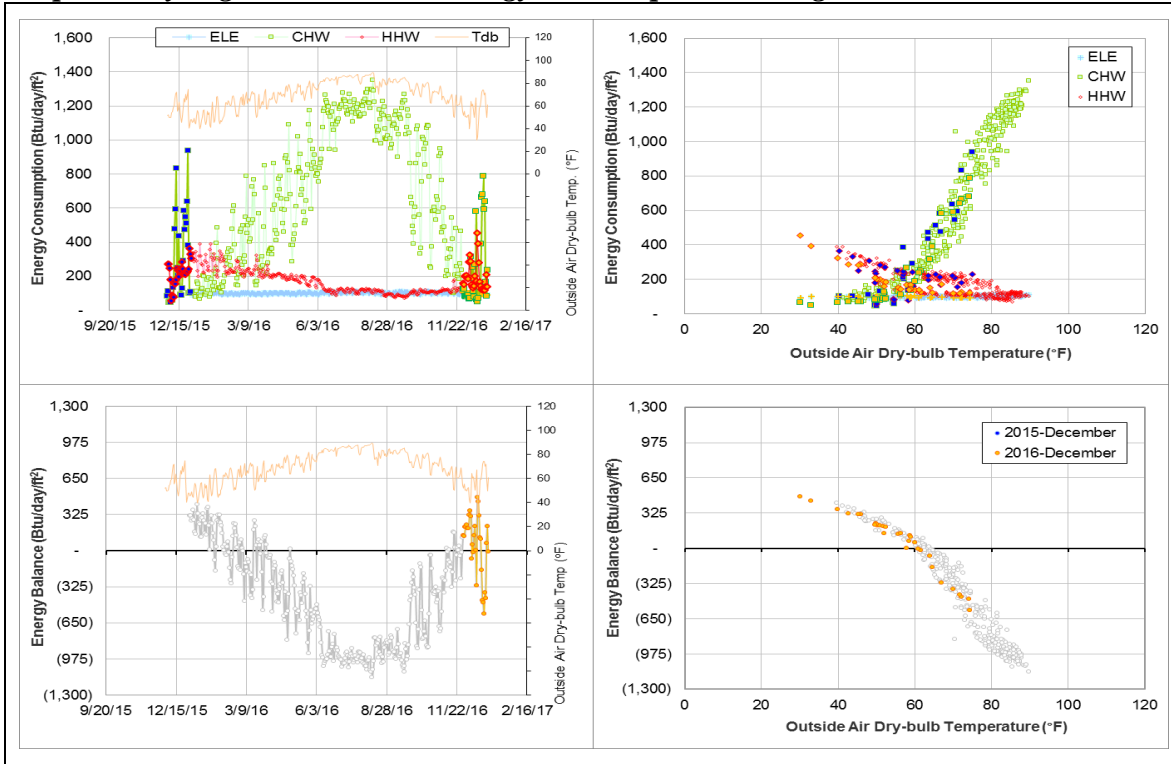 ELE CHW HHW Tdb
1,600
1,400
1,200
1,000
800
600
400
200
-
Energy Consumption (Btu/day/ft²)
120
100
80
60
40
20
0
Outside Air Dry-bulb Temp. (°F)
9/20/15 12/15/15 3/9/16 6/3/16 8/28/16 11/22/16 2/16/17
ELE
CHW
HHW
1,600
1,400
1,200
1,000
800
600
400
200
-
Energy Consumption (Btu/day/ft²)
0 20 40 60 80 100 120
Outside Air Dry-bulb Temperature (°F)
1,300
975
650
325
-
(325)
(650)
(975)
(1,300)
Energy Balance (Btu/day/ft²)
120
100
80
60
40
20
0
Outside Air Dry-bulb Temp (°F)
9/20/15 12/15/15 3/9/16 6/3/16 8/28/16 11/22/16 2/16/17
2015-December
2016-December
1,300
975
650
325
-
(325)
(650)
(975)
(1,300)
Energy Balance (Btu/day/ft²)
0 20 40 60 80 100 120
Outside Air Dry-bulb Temperature (°F)